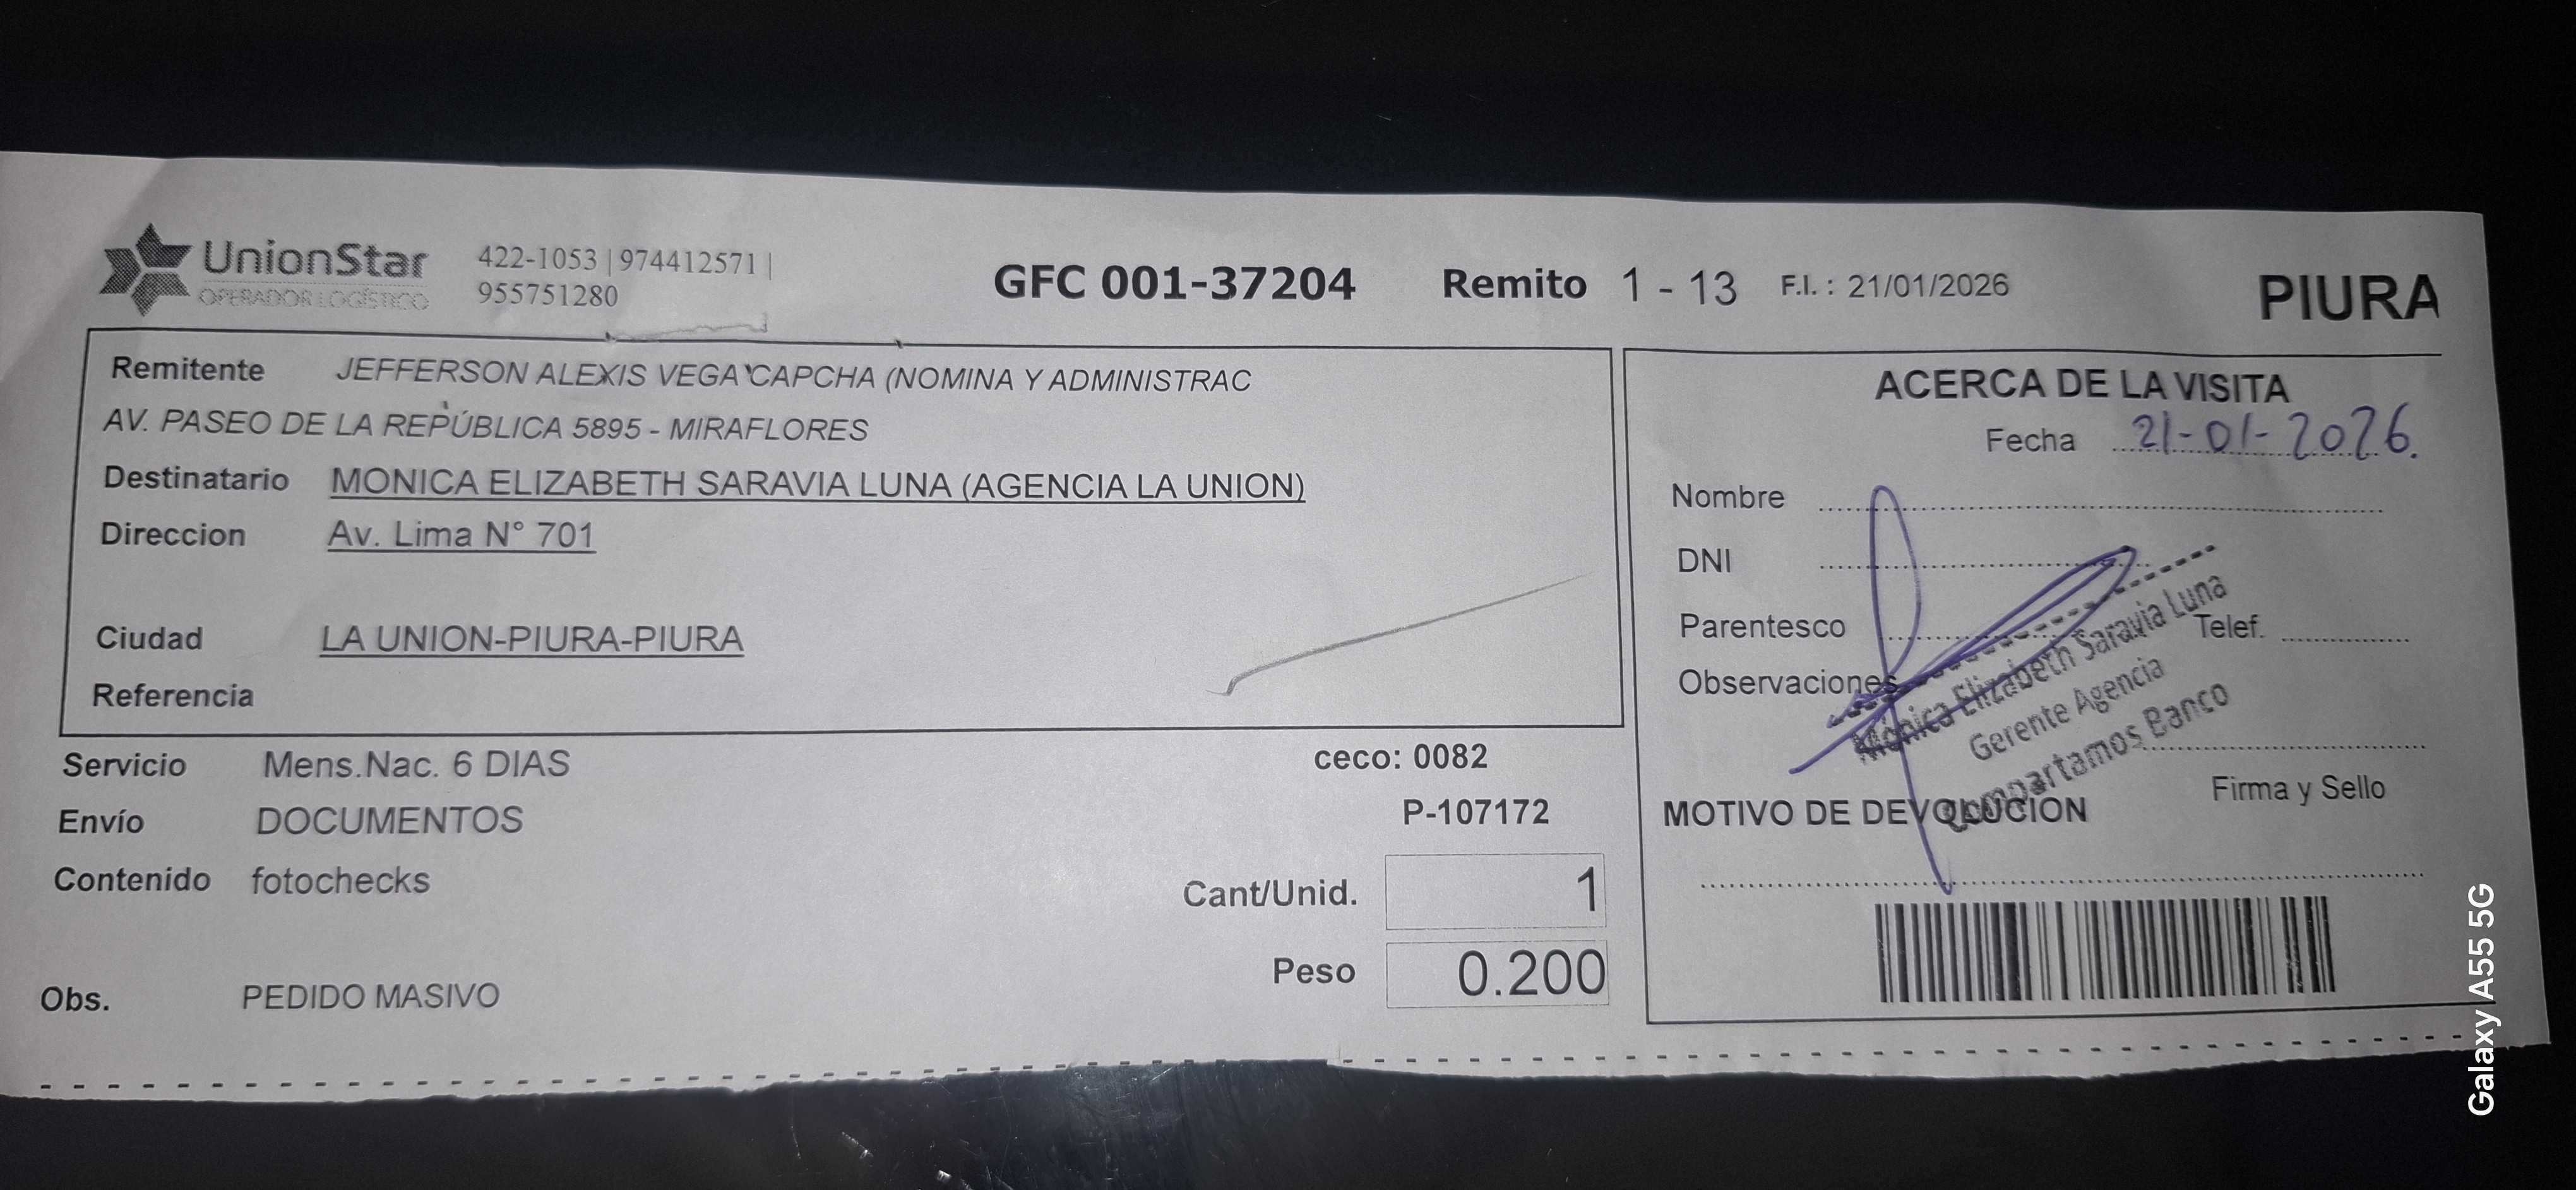 UnionStar
OPERADOR LOGÍSTICO
422-1053 | 974412571 |
955751280
GFC 001-37204 Remito 1 - 13 F.I. : 21/01/2026
PIURA
Remitente JEFFERSON ALEXIS VEGA CAPCHA (NOMINA Y ADMINISTRAC
AV. PASEO DE LA REPÚBLICA 5895 - MIRAFLORES
Destinatario MONICA ELIZABETH SARAVIA LUNA (AGENCIA LA UNION)
Direccion Av. Lima N° 701
Ciudad LA UNION-PIURA-PIURA
Referencia
Servicio Mens.Nac. 6 DIAS
ceco: 0082
Envío DOCUMENTOS
P-107172
Contenido fotochecks
Cant/Unid. 1
Peso 0.200
Obs. PEDIDO MASIVO
ACERCA DE LA VISITA
Fecha 21-01-2026.
Nombre
DNI
Parentesco Telef.
Observaciones
Mónica Elizabeth Saravia Luna
Gerente Agencia
Compartamos Banco
Firma y Sello
MOTIVO DE DEVOLUCION
Galaxy A55 5G